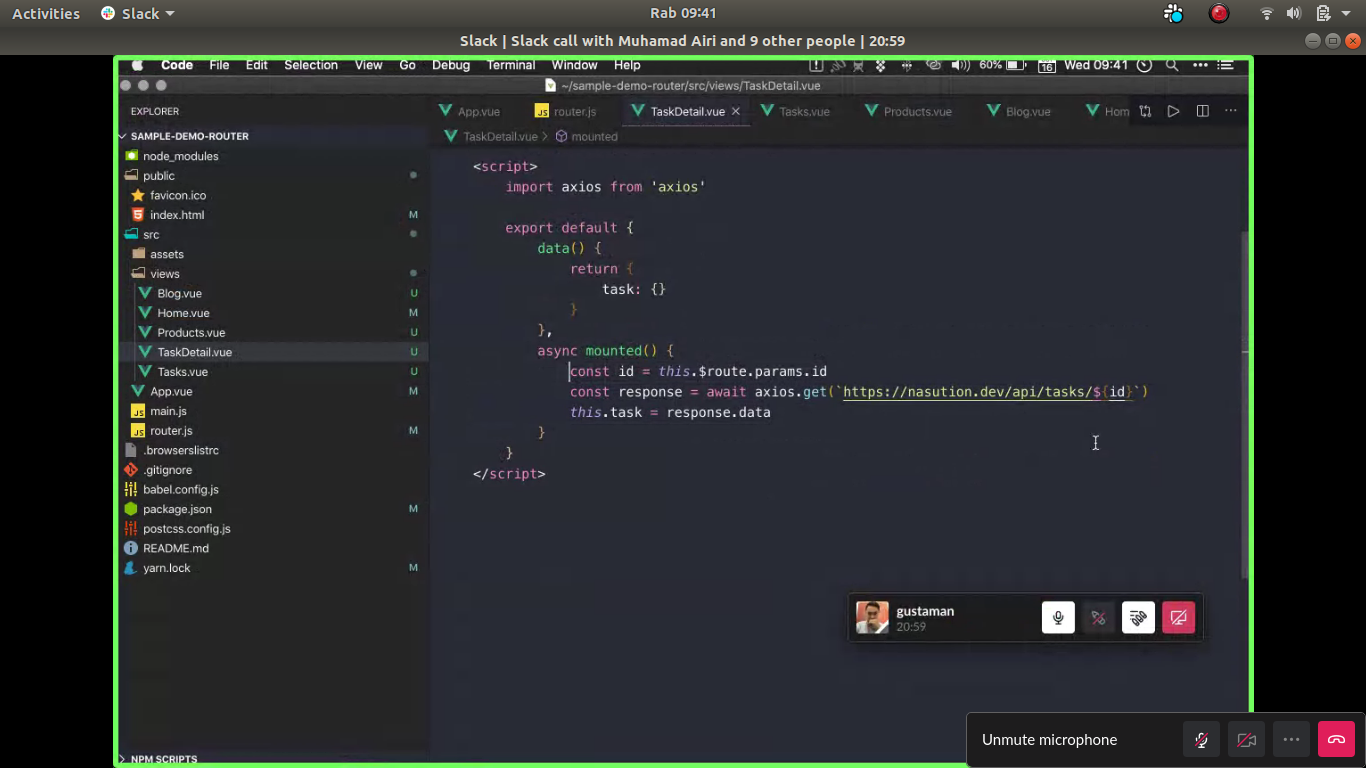 Activities Slack Rab 09:41
Slack | Slack call with Muhamad Airi and 9 other people | 20:59
Code File Edit Selection View Go Debug Terminal Window Help 60% 16 Wed 09:41
~/sample-demo-router/src/views/TaskDetail.vue
EXPLORER
App.vue JS router.js TaskDetail.vue Tasks.vue Products.vue Blog.vue Hom
SAMPLE-DEMO-ROUTER
TaskDetail.vue > mounted
node_modules
public
favicon.ico
index.html M
src
assets
views
Blog.vue U
Home.vue M
Products.vue U
TaskDetail.vue U
Tasks.vue U
App.vue M
JS main.js
JS router.js M
.browserslistrc
.gitignore
babel.config.js
package.json M
postcss.config.js
README.md
yarn.lock M
NPM SCRIPTS
<script>
import axios from 'axios'
export default {
data() {
return {
task: {}
}
},
async mounted() {
const id = this.$route.params.id
const response = await axios.get(`https://nasution.dev/api/tasks/${id}`)
this.task = response.data
}
}
</script>
gustaman
20:59
Unmute microphone